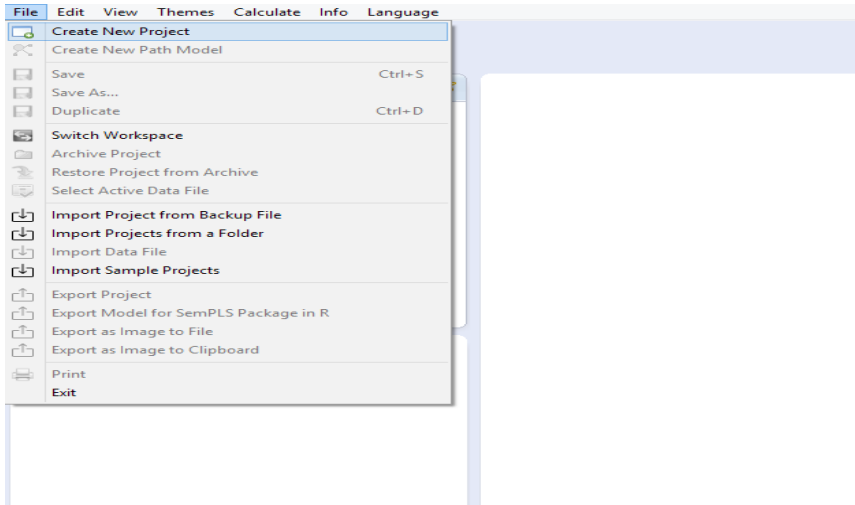 File Edit View Themes Calculate Info Language
Create New Project
Create New Path Model
Save Ctrl+S
Save As...
Duplicate Ctrl+D
Switch Workspace
Archive Project
Restore Project from Archive
Select Active Data File
Import Project from Backup File
Import Projects from a Folder
Import Data File
Import Sample Projects
Export Project
Export Model for SemPLS Package in R
Export as Image to File
Export as Image to Clipboard
Print
Exit